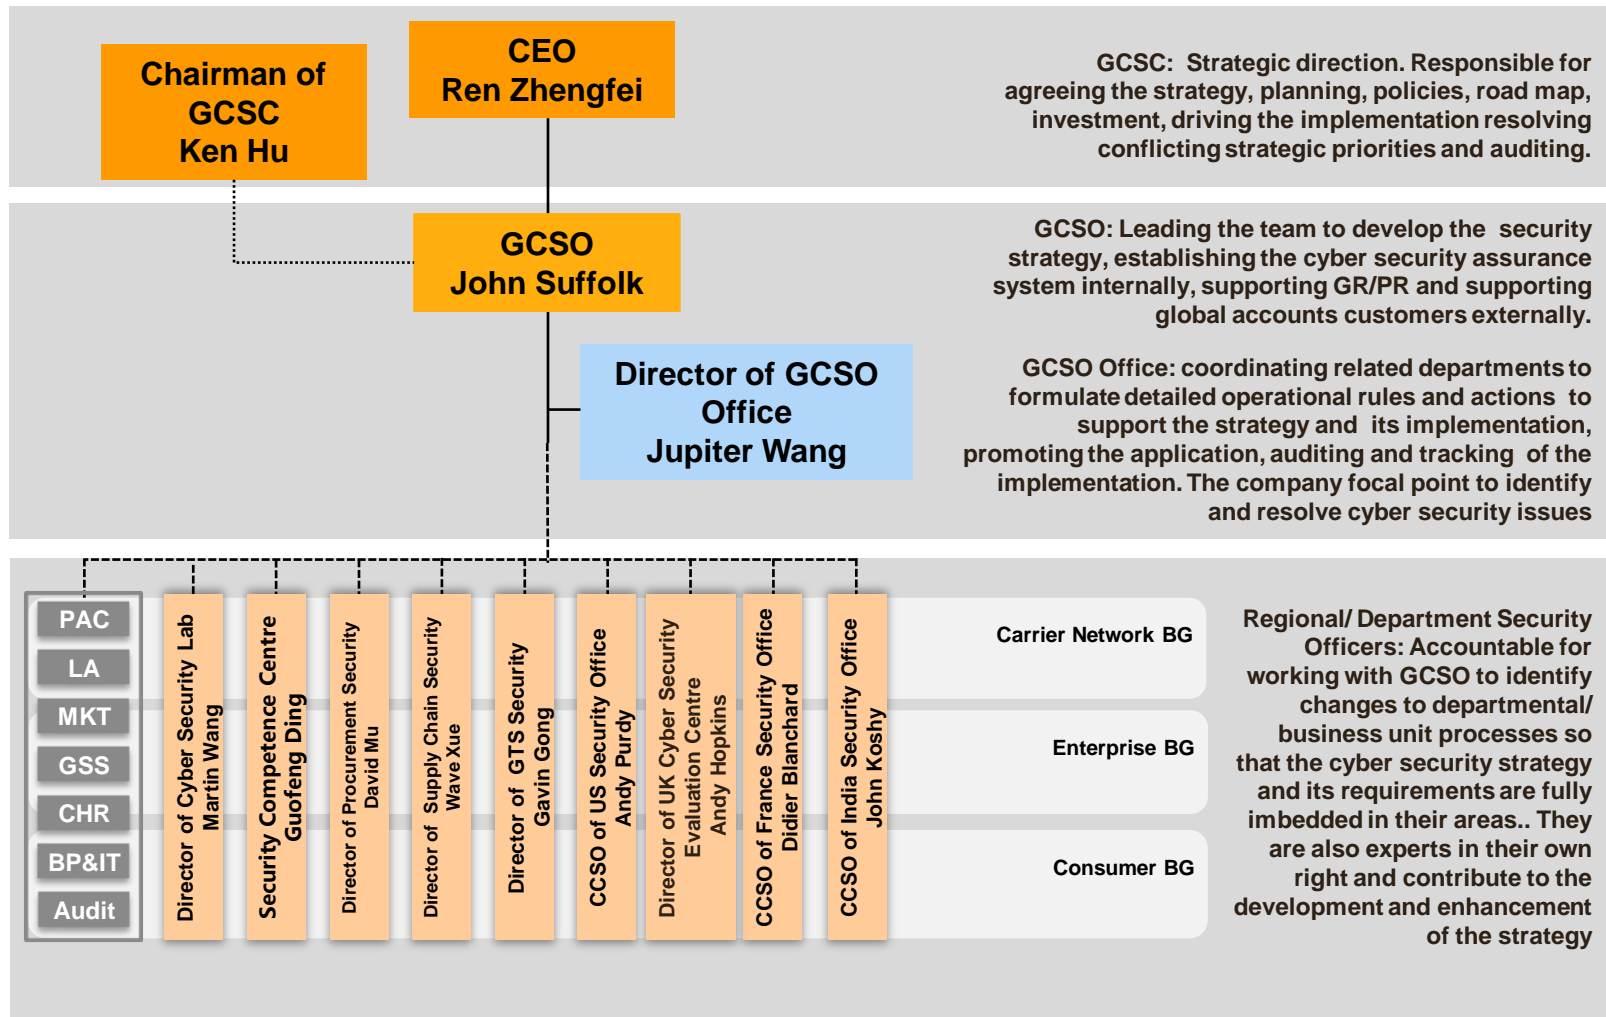 Chairman of
GCSC
Ken Hu
CEO
Ren Zhengfei
GCSC: Strategic direction. Responsible for
agreeing the strategy, planning, policies, road map,
investment, driving the implementation resolving
conflicting strategic priorities and auditing.
GCSO
John Suffolk
GCSO: Leading the team to develop the security
strategy, establishing the cyber security assurance
system internally, supporting GR/PR and supporting
global accounts customers externally.
Director of GCSO
Office
Jupiter Wang
GCSO Office: coordinating related departments to
formulate detailed operational rules and actions to
support the strategy and its implementation,
promoting the application, auditing and tracking of the
implementation. The company focal point to identify
and resolve cyber security issues
PAC
LA
MKT
GSS
CHR
BP&IT
Audit
Director of Cyber Security Lab
Martin Wang
Security Competence Centre
Guofeng Ding
Director of Procurement Security
David Mu
Director of Supply Chain Security
Wave Xue
Director of GTS Security
Gavin Gong
CCSO of US Security Office
Andy Purdy
Director of UK Cyber Security
Evaluation Centre
Andy Hopkins
CCSO of France Security Office
Didier Blanchard
CCSO of India Security Office
John Koshy
Carrier Network BG
Enterprise BG
Consumer BG
Regional/ Department Security
Officers: Accountable for
working with GCSO to identify
changes to departmental/
business unit processes so
that the cyber security strategy
and its requirements are fully
imbedded in their areas.. They
are also experts in their own
right and contribute to the
development and enhancement
of the strategy